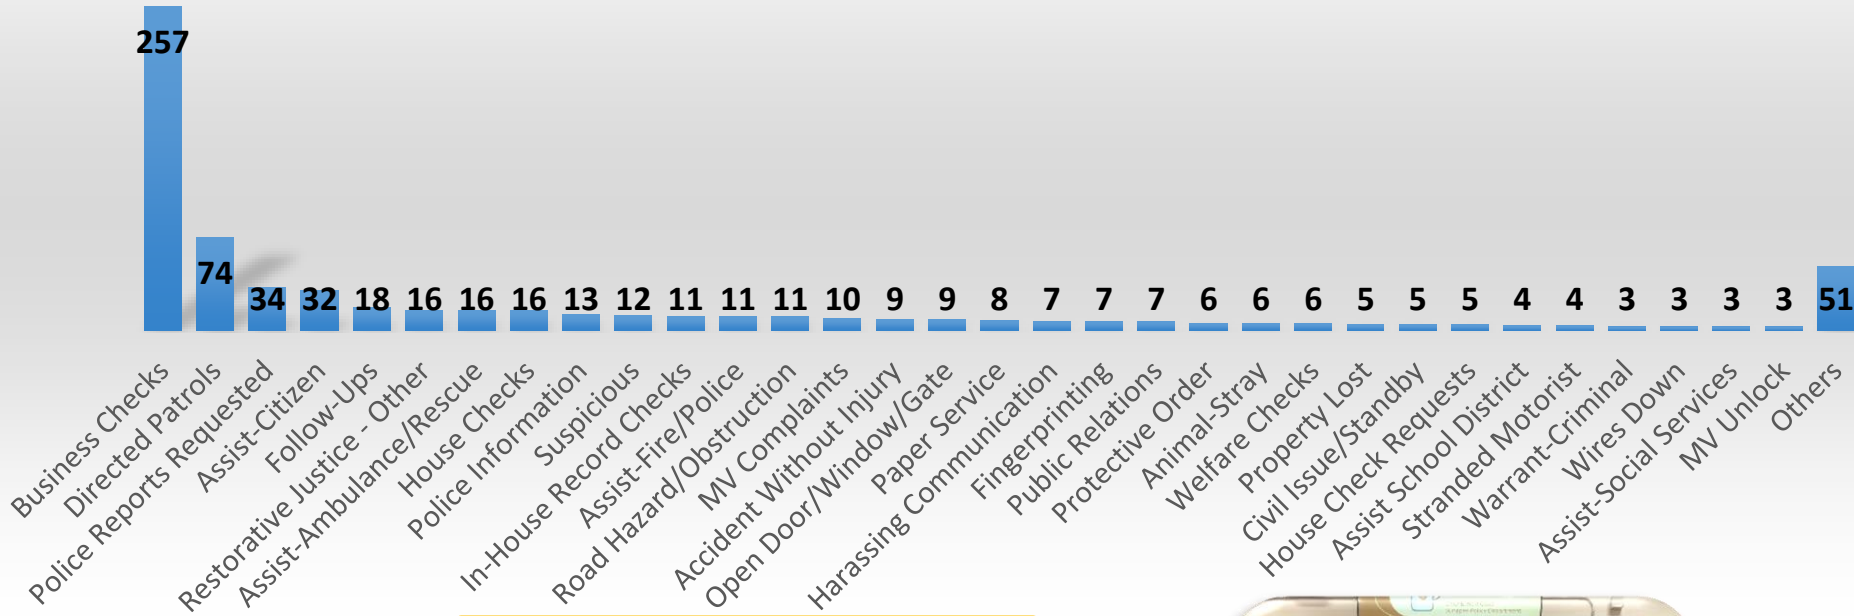 257
74
34
32
18
16
16
16
13
12
11
11
11
10
9
9
8
7
7
7
6
6
6
5
5
5
4
4
3
3
3
3
51
Business Checks
Directed Patrols
Police Reports Requested
Assist-Citizen
Follow-Ups
Restorative Justice - Other
Assist-Ambulance/Rescue
House Checks
Police Information
Suspicious
In-House Record Checks
Assist-Fire/Police
Road Hazard/Obstruction
MV Complaints
Accident Without Injury
Open Door/Window/Gate
Paper Service
Harassing Communication
Fingerprinting
Public Relations
Protective Order
Animal-Stray
Welfare Checks
Property Lost
Civil Issue/Standby
House Check Requests
Assist School District
Stranded Motorist
Warrant-Criminal
Wires Down
Assist-Social Services
MV Unlock
Others